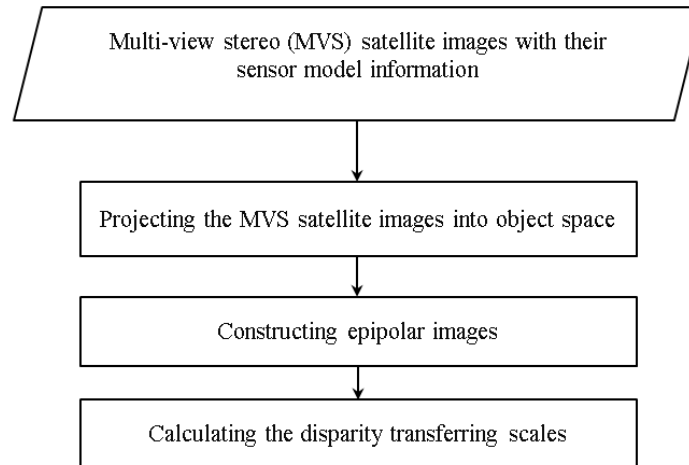 Multi-view stereo (MVS) satellite images with their
sensor model information
Projecting the MVS satellite images into object space
Constructing epipolar images
Calculating the disparity transferring scales